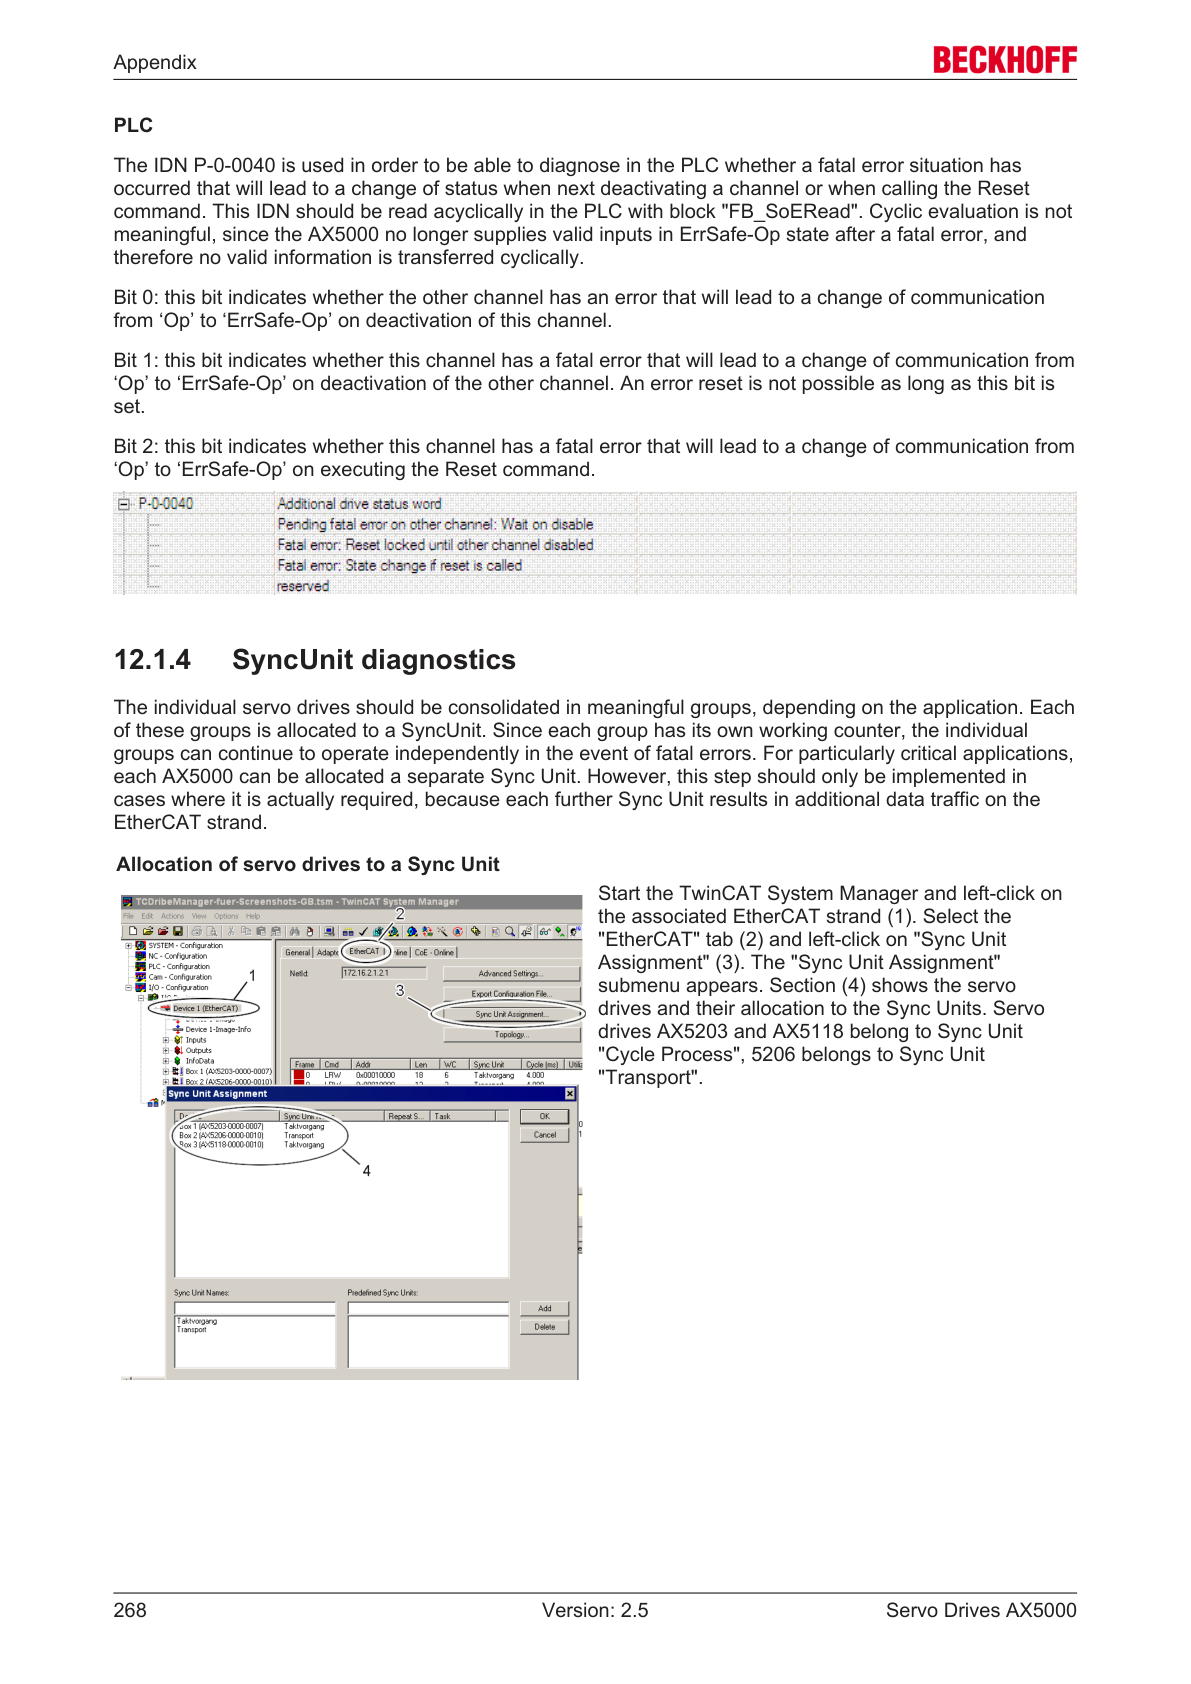 Appendix
BECKHOFF
PLC
The IDN P-0-0040 is used in order to be able to diagnose in the PLC whether a fatal error situation has
occurred that will lead to a change of status when next deactivating a channel or when calling the Reset
command. This IDN should be read acyclically in the PLC with block "FB_SoERead". Cyclic evaluation is not
meaningful, since the AX5000 no longer supplies valid inputs in ErrSafe-Op state after a fatal error, and
therefore no valid information is transferred cyclically.
Bit 0: this bit indicates whether the other channel has an error that will lead to a change of communication
from ‘Op’ to ‘ErrSafe-Op’ on deactivation of this channel.
Bit 1: this bit indicates whether this channel has a fatal error that will lead to a change of communication from
‘Op’ to ‘ErrSafe-Op’ on deactivation of the other channel. An error reset is not possible as long as this bit is
set.
Bit 2: this bit indicates whether this channel has a fatal error that will lead to a change of communication from
‘Op’ to ‘ErrSafe-Op’ on executing the Reset command.
P-0-0040 Additional drive status word
Pending fatal error on other channel: Wait on disable
Fatal error: Reset locked until other channel disabled
Fatal error: State change if reset is called
reserved
12.1.4 SyncUnit diagnostics
The individual servo drives should be consolidated in meaningful groups, depending on the application. Each
of these groups is allocated to a SyncUnit. Since each group has its own working counter, the individual
groups can continue to operate independently in the event of fatal errors. For particularly critical applications,
each AX5000 can be allocated a separate Sync Unit. However, this step should only be implemented in
cases where it is actually required, because each further Sync Unit results in additional data traffic on the
EtherCAT strand.
Allocation of servo drives to a Sync Unit
TCDribeManager-fuer-Screenshots-GB.tsm - TwinCAT System Manager
File Edit Actions View Options Help
2
SYSTEM - Configuration
NC - Configuration
PLC - Configuration
Cam - Configuration
I/O - Configuration
1
Device 1 (EtherCAT)
Device 1-Image-Info
Inputs
Outputs
InfoData
Box 1 (AX5203-0000-0007)
Box 2 (AX5206-0000-0010)
General EtherCAT CoE - Online
NetId: 172.16.2.1.2.1
Advanced Settings...
Export Configuration File...
3
Sync Unit Assignment...
Topology...
Frame Cmd Addr Len WC Sync Unit Cycle (ms)
0 LRW 0x00010000 18 6 Taktvorgang 4.000
Sync Unit Assignment
Repeat S... Task
Box 1 (AX5203-0000-0007) Taktvorgang
Box 2 (AX5206-0000-0010) Transport
Box 3 (AX5118-0000-0010) Taktvorgang
4
OK
Cancel
Sync Unit Names: Predefined Sync Units:
Taktvorgang
Transport
Add
Delete
Start the TwinCAT System Manager and left-click on
the associated EtherCAT strand (1). Select the
"EtherCAT" tab (2) and left-click on "Sync Unit
Assignment" (3). The "Sync Unit Assignment"
submenu appears. Section (4) shows the servo
drives and their allocation to the Sync Units. Servo
drives AX5203 and AX5118 belong to Sync Unit
"Cycle Process", 5206 belongs to Sync Unit
"Transport".
268 Version: 2.5 Servo Drives AX5000